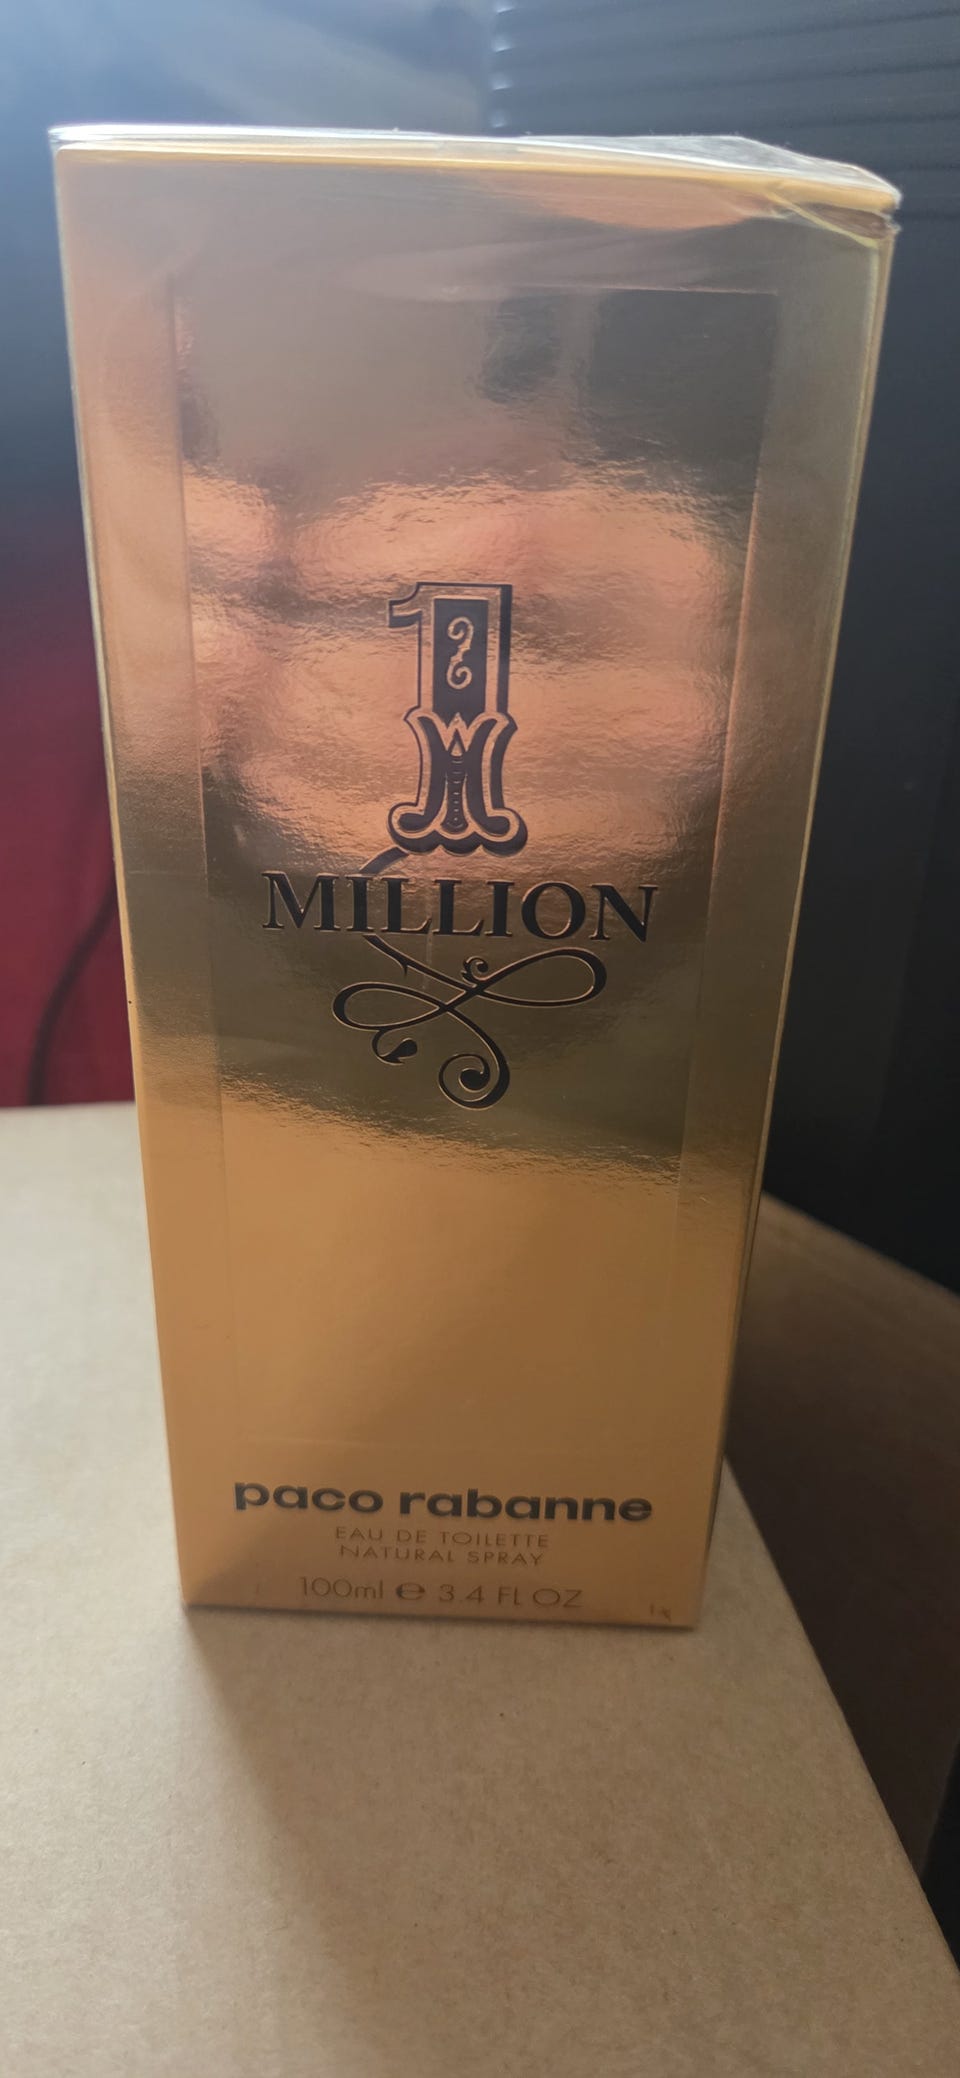 1
MILLION
paco rabanne
EAU DE TOILETTE
NATURAL SPRAY
100ml ℮ 3.4 FL OZ